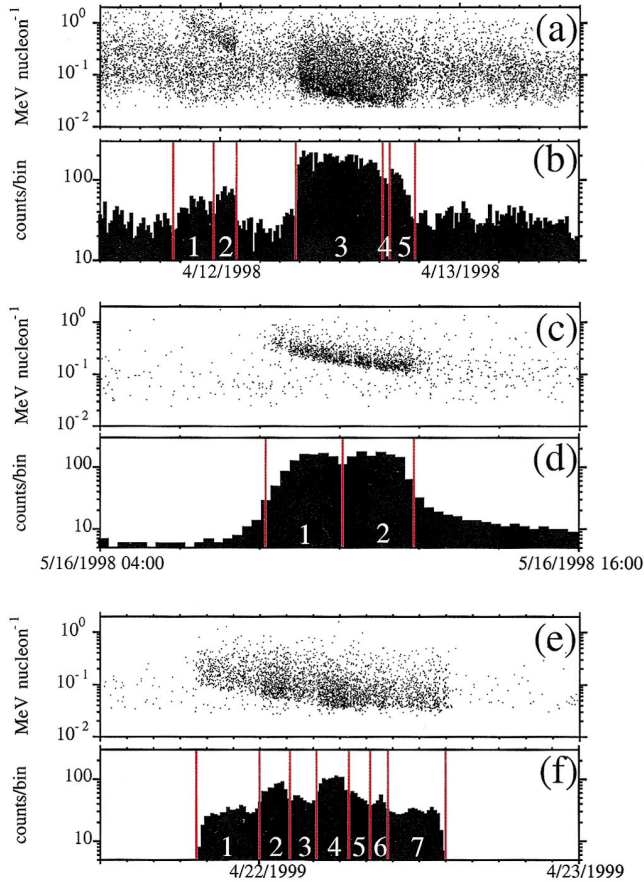 MeV nucleon⁻¹
10⁰
10⁻¹
10⁻²
(a)
counts/bin
100
10
(b)
1 2 3 4 5
4/12/1998 4/13/1998
MeV nucleon⁻¹
10⁰
10⁻¹
10⁻²
(c)
counts/bin
100
10
(d)
1 2
5/16/1998 04:00 5/16/1998 16:00
MeV nucleon⁻¹
10⁰
10⁻¹
10⁻²
(e)
counts/bin
100
10
(f)
1 2 3 4 5 6 7
4/22/1999 4/23/1999